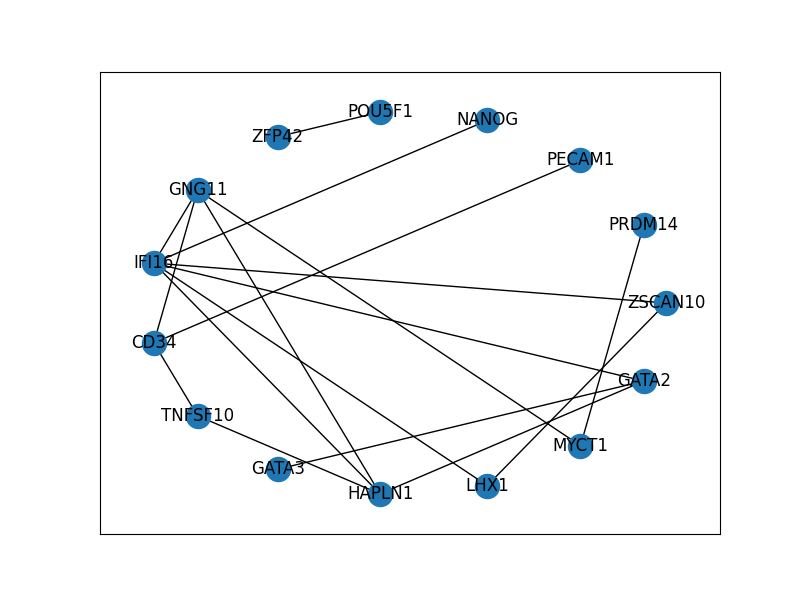 POU5F1
NANOG
ZFP42
PECAM1
GNG11
PRDM14
IFI16
ZSCAN10
CD34
GATA2
TNFSF10
MYCT1
GATA3
LHX1
HAPLN1